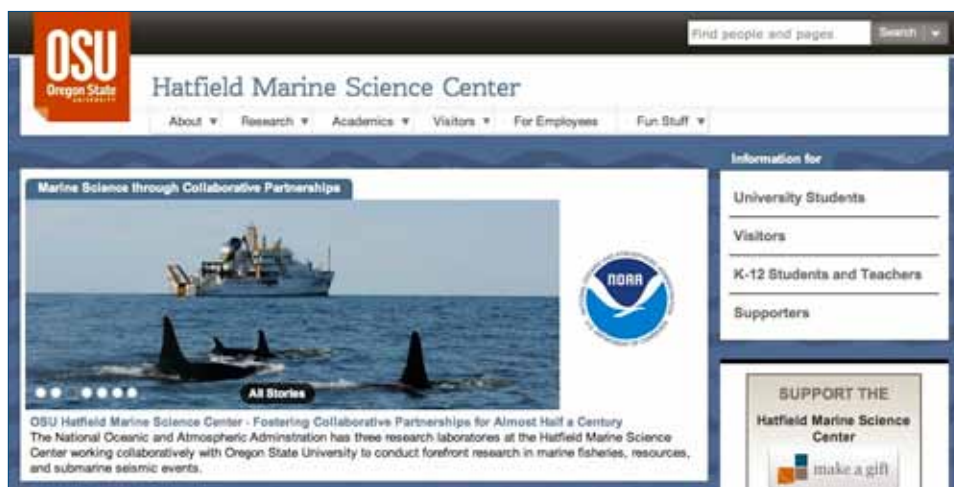 OSU
Oregon State
UNIVERSITY
Find people and pages
Search
Hatfield Marine Science Center
About
Research
Academics
Visitors
For Employees
Fun Stuff
Information for
University Students
Visitors
K-12 Students and Teachers
Supporters
Marine Science through Collaborative Partnerships
NOAA
All Stories
OSU Hatfield Marine Science Center - Fostering Collaborative Partnerships for Almost Half a Century
The National Oceanic and Atmospheric Adminstration has three research laboratores at the Hatfield Marine Science
Center working collaboratively with Oregon State University to conduct forefront research in marine fisheries, resources,
and submarine seismic events.
SUPPORT THE
Hatfield Marine Science
Center
make a gift